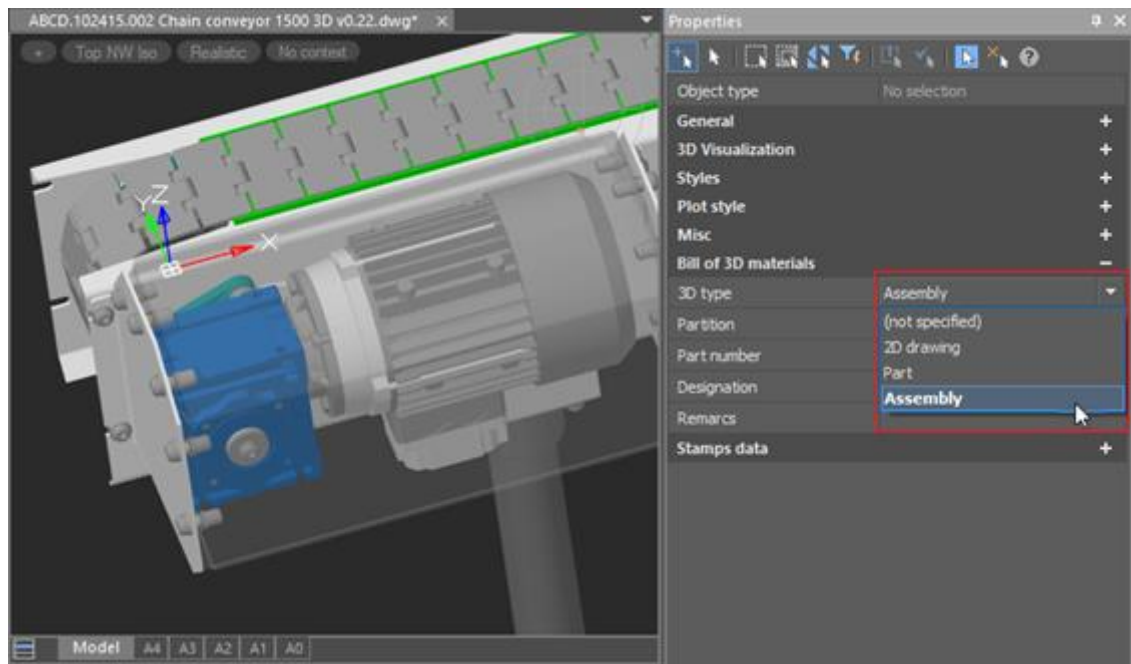 ABCD.102415.002 Chain conveyor 1500 3D v0.22.dwg*
+ Top NW Iso Realistic No context
Y Z X
Model A4 A3 A2 A1 A0
Properties
Object type No selection
General
3D Visualization
Styles
Plot style
Misc
Bill of 3D materials
3D type Assembly
(not specified)
2D drawing
Part
Assembly
Partition
Part number
Designation
Remarcs
Stamps data